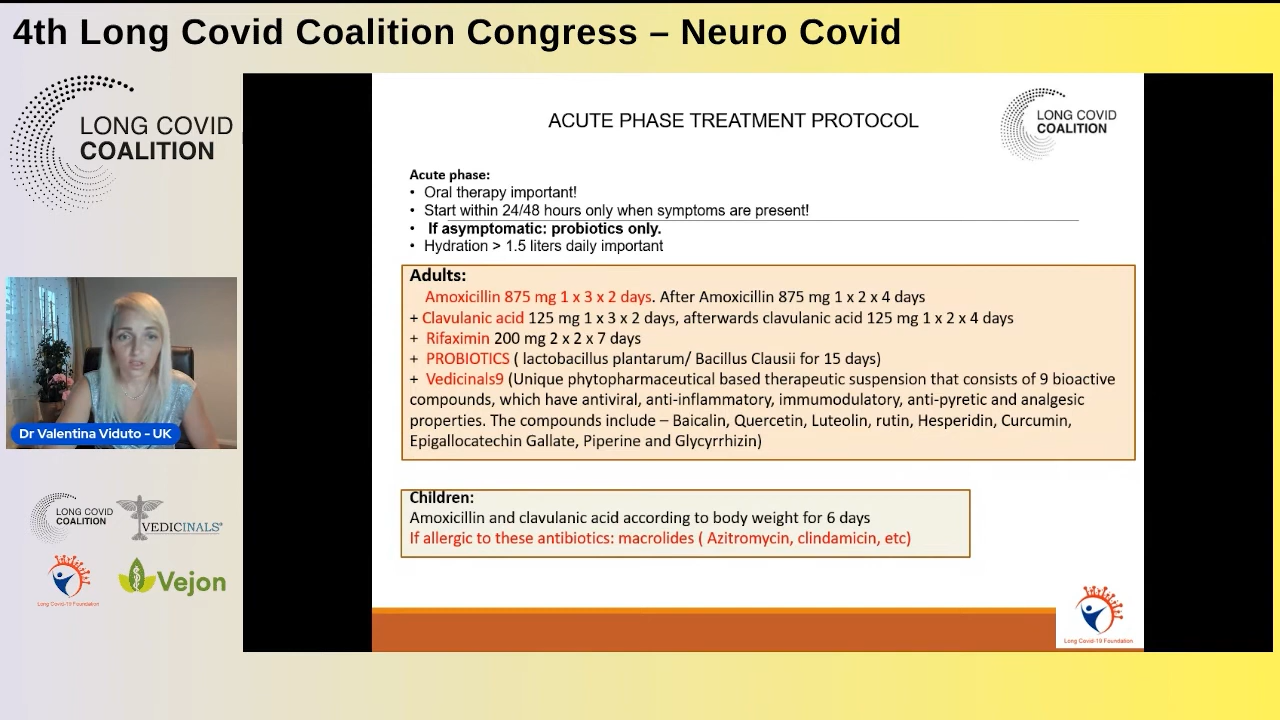 4th Long Covid Coalition Congress – Neuro Covid
LONG COVID
COALITION
ACUTE PHASE TREATMENT PROTOCOL
LONG COVID
COALITION
Acute phase:
• Oral therapy important!
• Start within 24/48 hours only when symptoms are present!
• If asymptomatic: probiotics only.
• Hydration > 1.5 liters daily important
Adults:
Amoxicillin 875 mg 1 x 3 x 2 days. After Amoxicillin 875 mg 1 x 2 x 4 days
+ Clavulanic acid 125 mg 1 x 3 x 2 days, afterwards clavulanic acid 125 mg 1 x 2 x 4 days
+ Rifaximin 200 mg 2 x 2 x 7 days
+ PROBIOTICS ( lactobacillus plantarum/ Bacillus Clausii for 15 days)
+ Vedicinals9 (Unique phytopharmaceutical based therapeutic suspension that consists of 9 bioactive
compounds, which have antiviral, anti-inflammatory, immumodulatory, anti-pyretic and analgesic
properties. The compounds include – Baicalin, Quercetin, Luteolin, rutin, Hesperidin, Curcumin,
Epigallocatechin Gallate, Piperine and Glycyrrhizin)
Children:
Amoxicillin and clavulanic acid according to body weight for 6 days
If allergic to these antibiotics: macrolides ( Azitromycin, clindamicin, etc)
Dr Valentina Viduto - UK
LONG COVID
COALITION
VEDICINALS®
Long Covid-19 Foundation
Vejon
Long Covid-19 Foundation